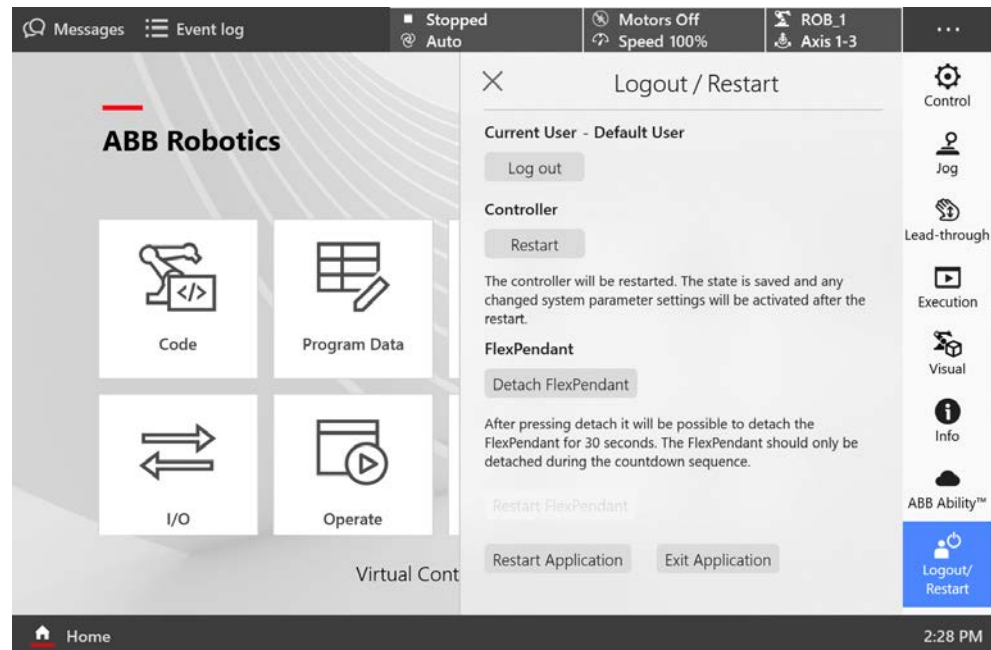 Messages
Event log
Stopped
Auto
Motors Off
Speed 100%
ROB_1
Axis 1-3
...
ABB Robotics
Code
Program Data
I/O
Operate
Virtual Cont
Logout / Restart
Current User - Default User
Log out
Controller
Restart
The controller will be restarted. The state is saved and any
changed system parameter settings will be activated after the
restart.
FlexPendant
Detach FlexPendant
After pressing detach it will be possible to detach the
FlexPendant for 30 seconds. The FlexPendant should only be
detached during the countdown sequence.
Restart FlexPendant
Restart Application
Exit Application
Control
Jog
Lead-through
Execution
Visual
Info
ABB Ability™
Logout/
Restart
Home
2:28 PM